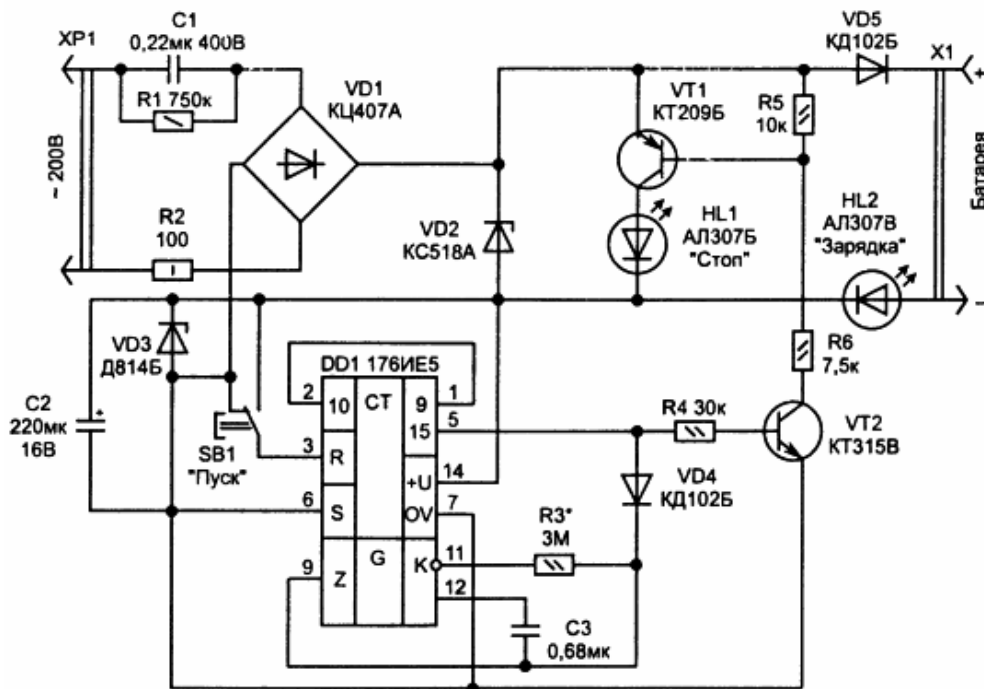 XP1
C1
0,22мк 400В
R1 750к
VD1
КЦ407А
~ 200В
R2
100
VD2
КС518А
VT1
КТ209Б
HL1
АЛ307Б
"Стоп"
VD5
КД102Б
X1
+
R5
10к
Батарея
HL2
АЛ307В
"Зарядка"
–
VD3
Д814Б
C2
220мк
16В
+
SB1
"Пуск"
DD1 176ИЕ5
2
10
CT
9
1
15
5
3
R
+U
14
6
S
OV
7
9
Z
G
K
11
12
R3*
3М
C3
0,68мк
R4 30к
VD4
КД102Б
R6
7,5к
VT2
КТ315В